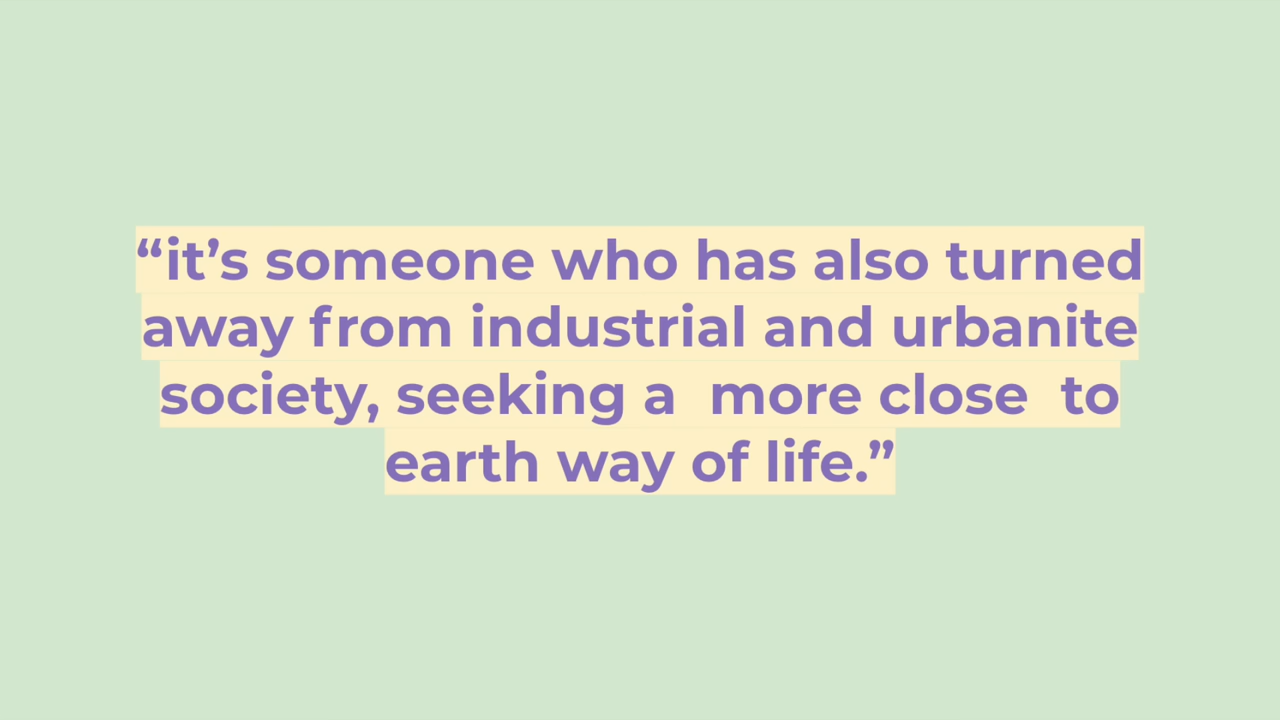 “it’s someone who has also turned
away from industrial and urbanite
society, seeking a  more close  to
earth way of life.”